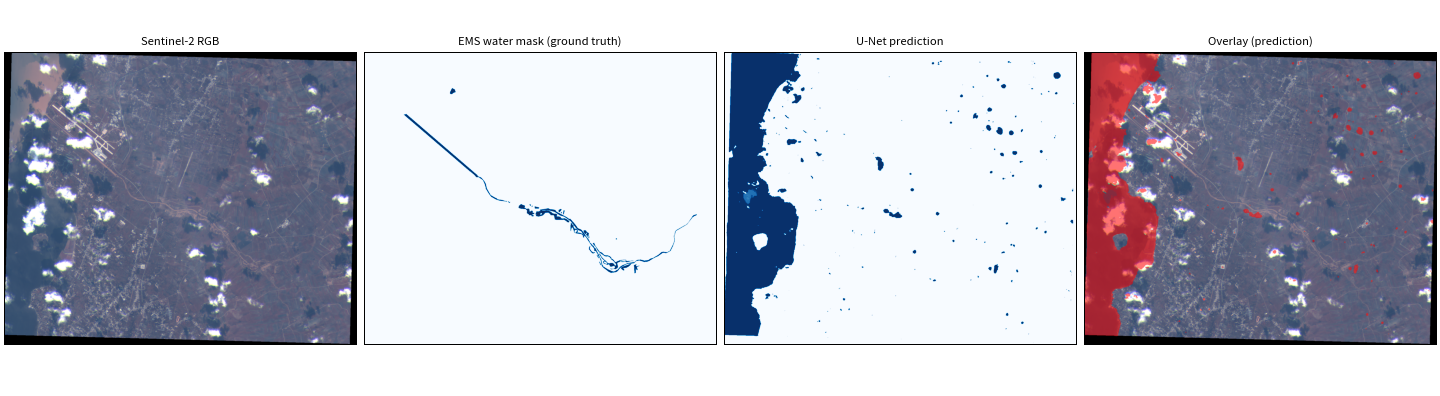 Sentinel-2 RGB
EMS water mask (ground truth)
U-Net prediction
Overlay (prediction)